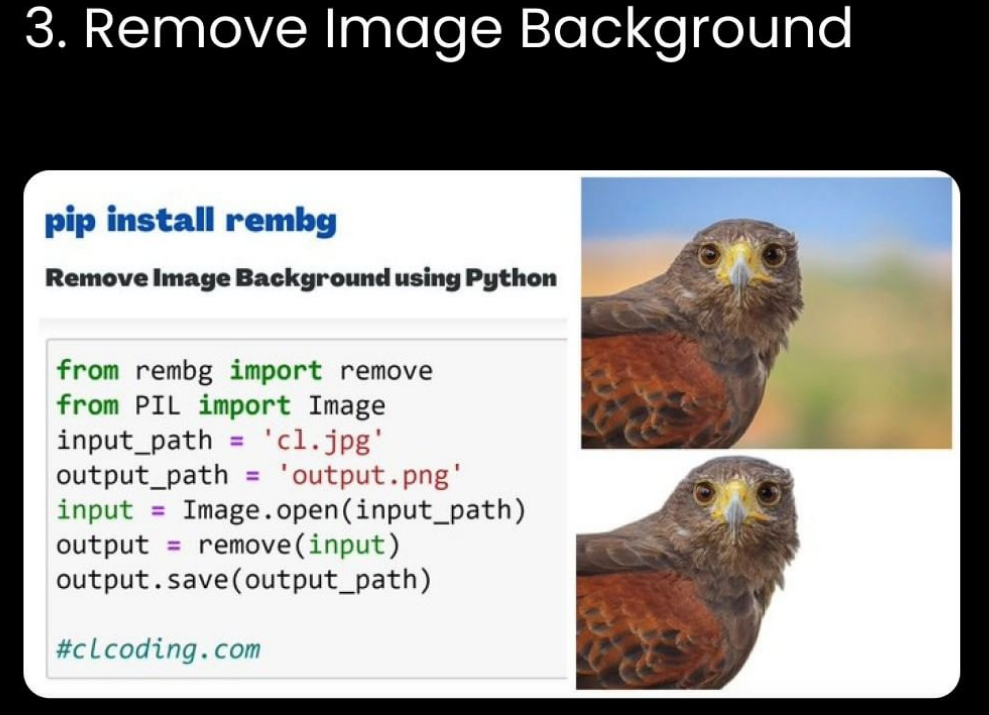 3. Remove Image Background
pip install rembg
Remove Image Background using Python
from rembg import remove
from PIL import Image
input_path = 'cl.jpg'
output_path = 'output.png'
input = Image.open(input_path)
output = remove(input)
output.save(output_path)
#clcoding.com